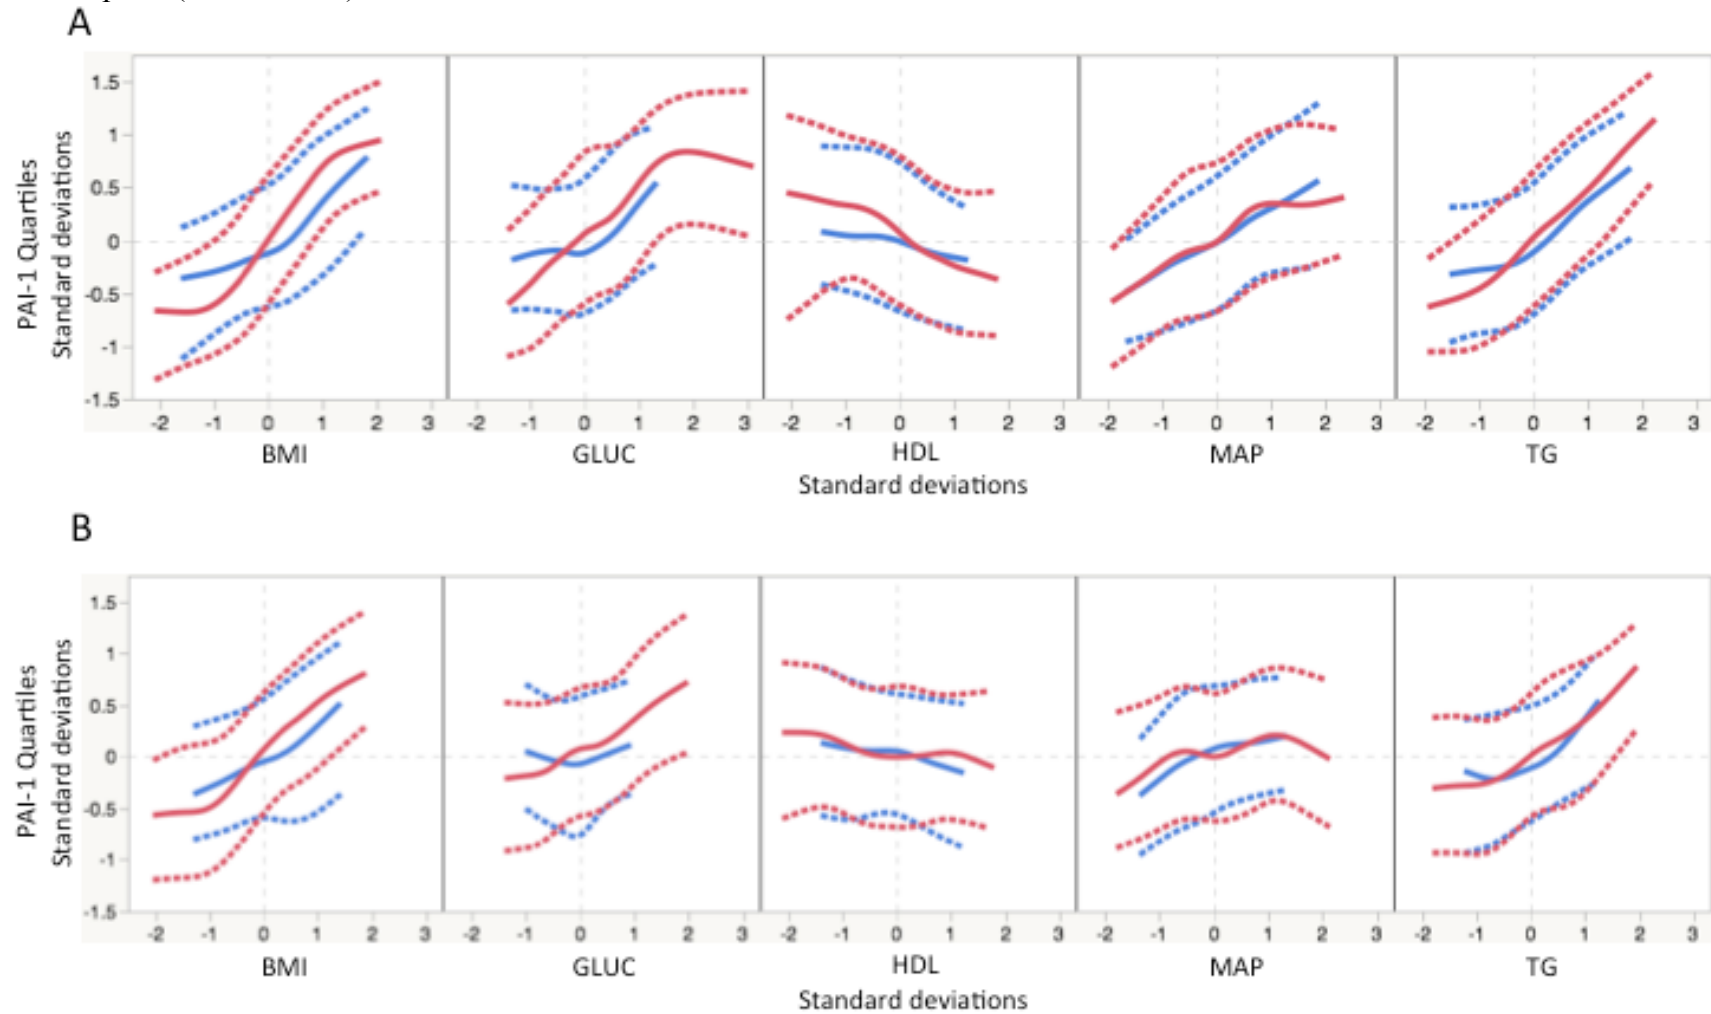 A
PAI-1 Quartiles
Standard deviations
1.5
1
0.5
0
-0.5
-1
-1.5
-2 -1 0 1 2 3 -2 -1 0 1 2 3 -2 -1 0 1 2 3 -2 -1 0 1 2 3 -2 -1 0 1 2 3
BMI GLUC HDL MAP TG
Standard deviations
B
PAI-1 Quartiles
Standard deviations
1.5
1
0.5
0
-0.5
-1
-1.5
-2 -1 0 1 2 3 -2 -1 0 1 2 3 -2 -1 0 1 2 3 -2 -1 0 1 2 3 -2 -1 0 1 2 3
BMI GLUC HDL MAP TG
Standard deviations